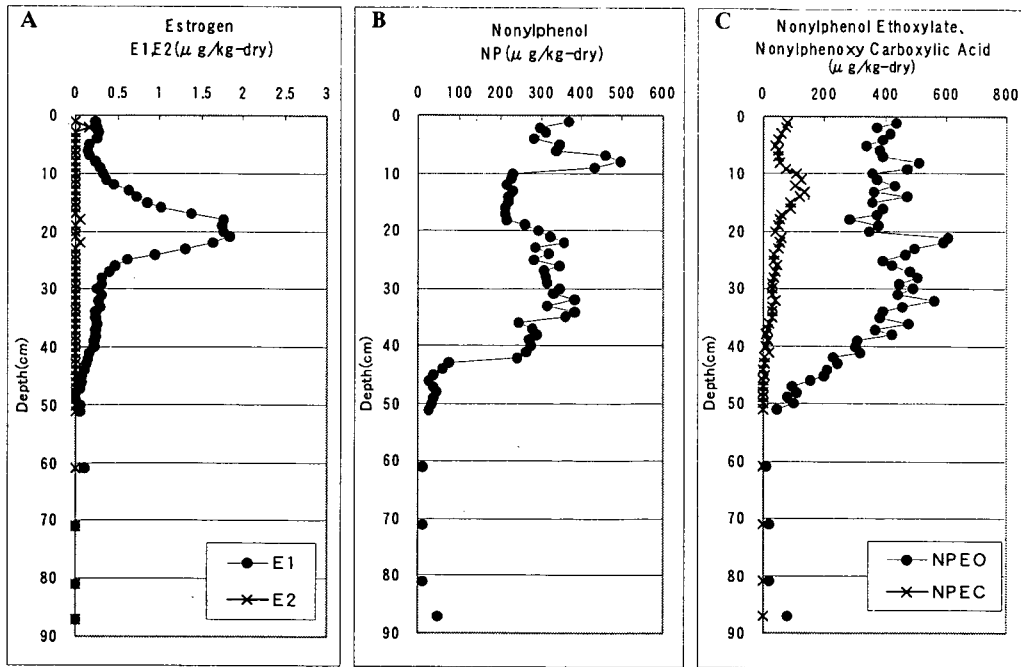 A
Estrogen
E1,E2(μ g/kg-dry)
0 0.5 1 1.5 2 2.5 3
0
10
20
30
40
50
60
70
80
90
Depth(cm)
E1
E2
B
Nonylphenol
NP(μ g/kg-dry)
0 100 200 300 400 500 600
0
10
20
30
40
50
60
70
80
90
Depth(cm)
C
Nonylphenol Ethoxylate、
Nonylphenoxy Carboxylic Acid
(μ g/kg-dry)
0 200 400 600 800
0
10
20
30
40
50
60
70
80
90
Depth(cm)
NPEO
NPEC